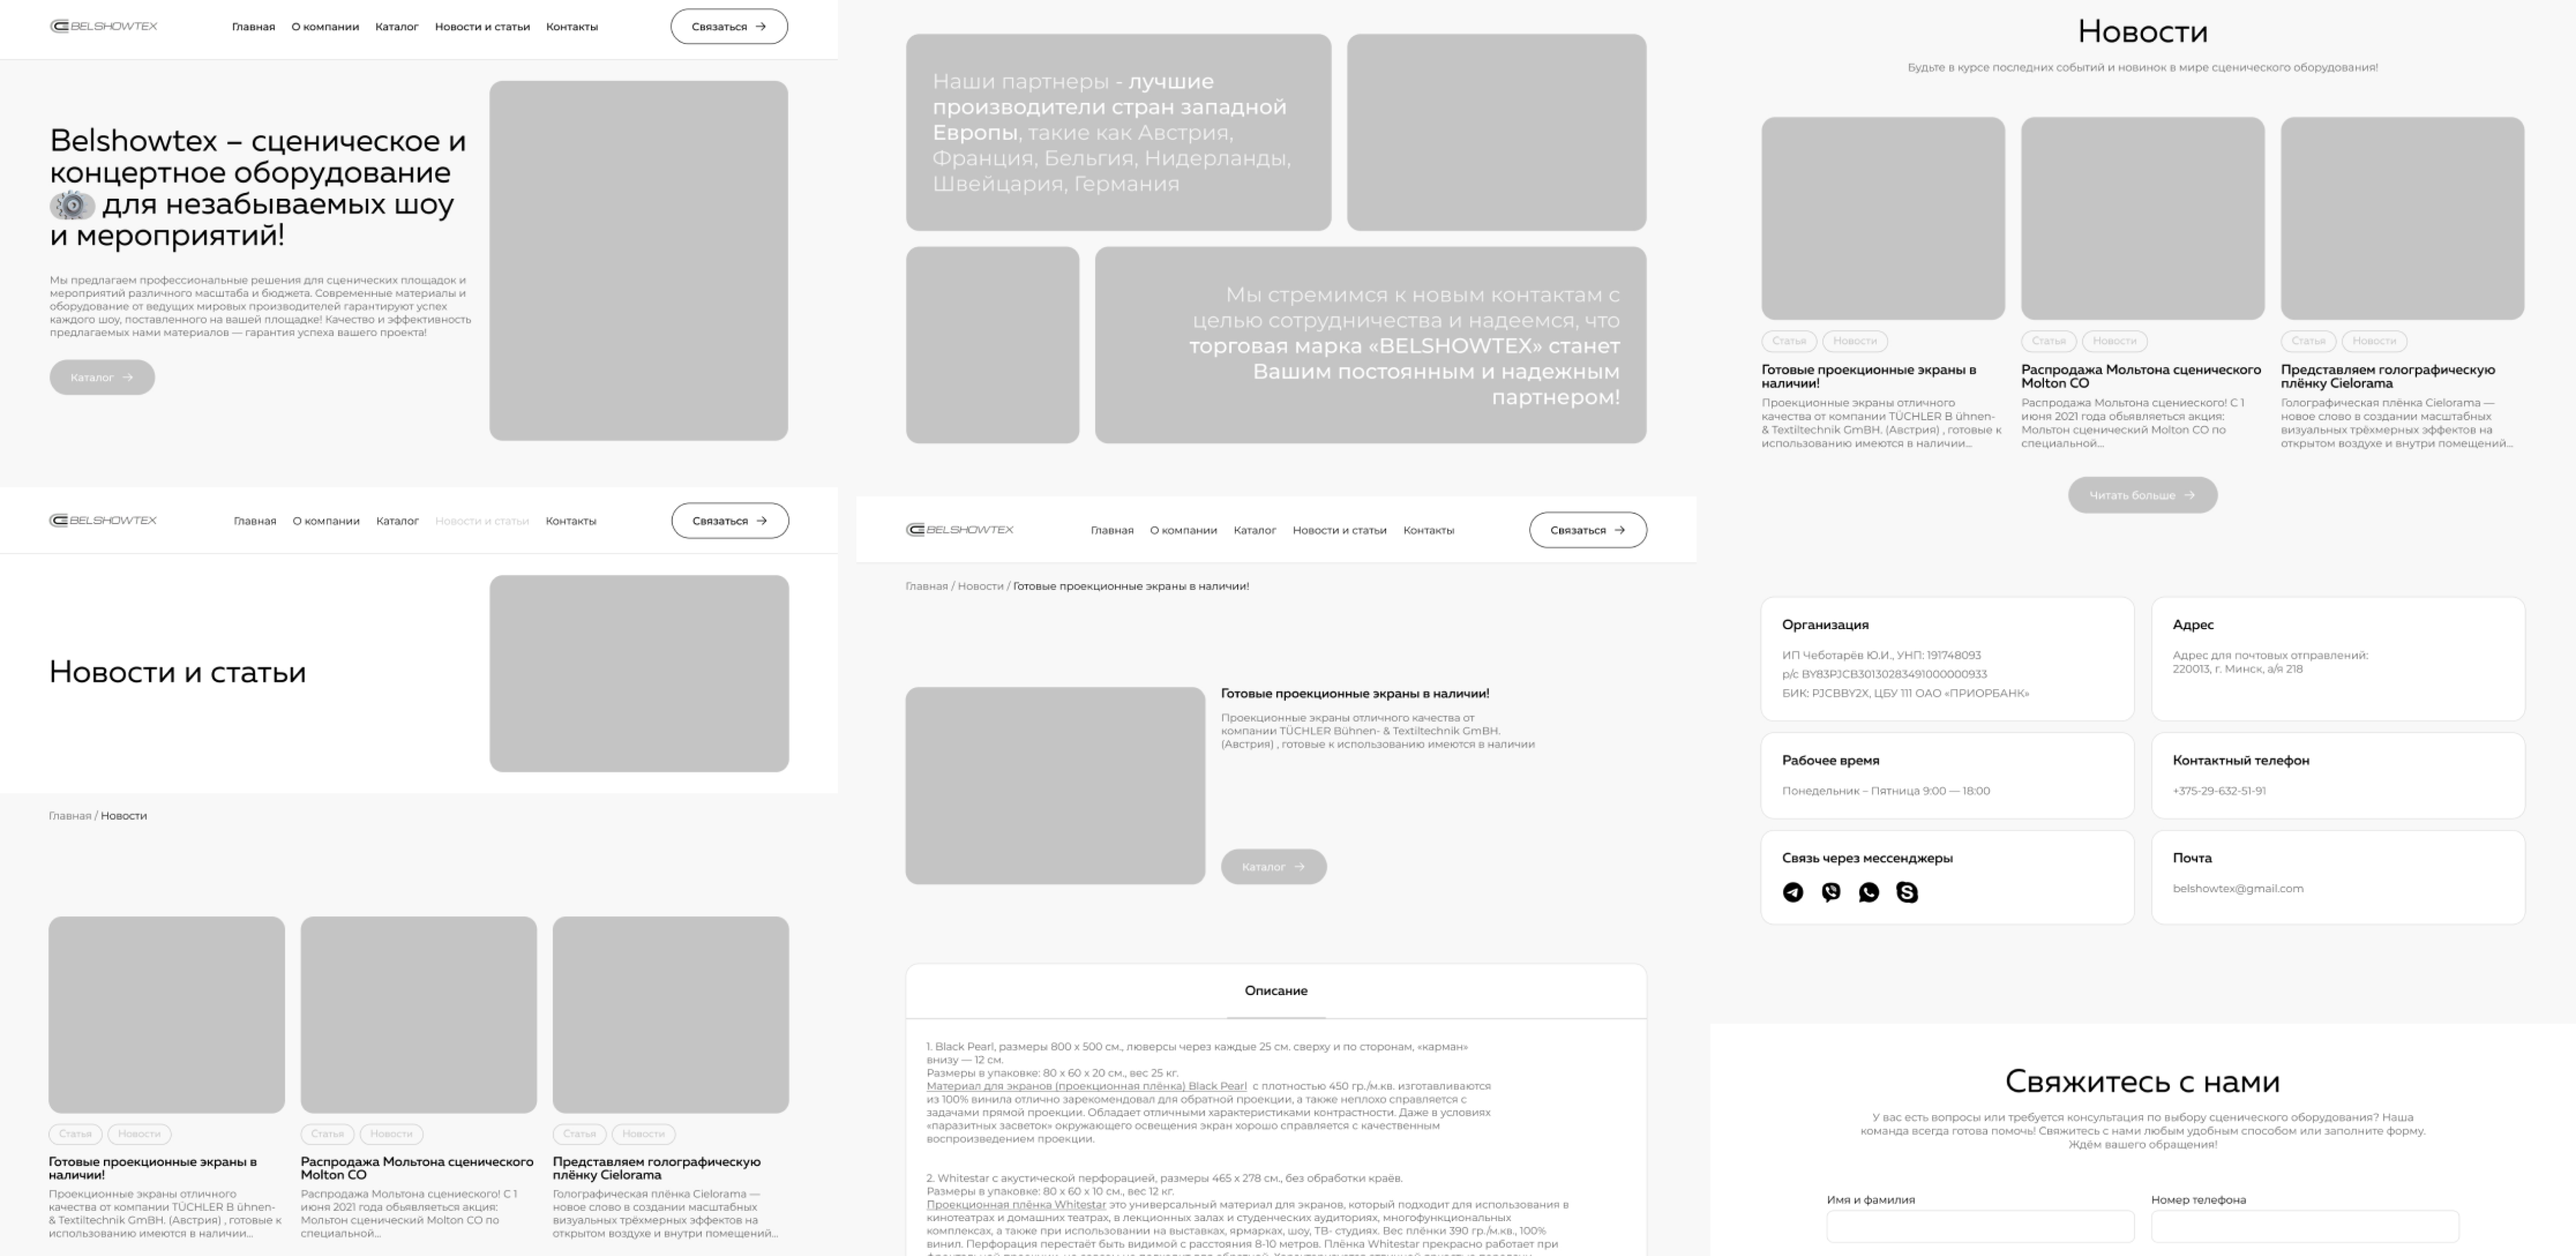 BELSHOWTEX
Главная О компании Каталог Новости и статьи Контакты
Связаться →
Belshowtex – сценическое и
концертное оборудование
для незабываемых шоу
и мероприятий!
Мы предлагаем профессиональные решения для сценических площадок и
мероприятий различного масштаба и бюджета. Современные материалы и
оборудование от ведущих мировых производителей гарантируют успех
каждого шоу, поставленного на вашей площадке! Качество и эффективность
предлагаемых нами материалов — гарантия успеха вашего проекта!
Каталог →
BELSHOWTEX
Главная О компании Каталог Новости и статьи Контакты
Связаться →
Новости и статьи
Главная / Новости
Статья Новости
Готовые проекционные экраны в
наличии!
Проекционные экраны отличного
качества от компании TÜCHLER B ühnen-
& Textiltechnik GmBH. (Австрия) , готовые к
использованию имеются в наличии...
Статья Новости
Распродажа Мольтона сценического
Molton CO
Распродажа Мольтона сцениеского! С 1
июня 2021 года обьявляеться акция:
Мольтон сценический Molton CO по
специальной...
Статья Новости
Представляем голографическую
плёнку Cielorama
Голографическая плёнка Cielorama —
новое слово в создании масштабных
визуальных трёхмерных эффектов на
открытом воздухе и внутри помещений...
Наши партнеры - лучшие
производители стран западной
Европы, такие как Австрия,
Франция, Бельгия, Нидерланды,
Швейцария, Германия
Мы стремимся к новым контактам с
целью сотрудничества и надеемся, что
торговая марка «BELSHOWTEX» станет
Вашим постоянным и надежным
партнером!
BELSHOWTEX
Главная О компании Каталог Новости и статьи Контакты
Связаться →
Главная / Новости / Готовые проекционные экраны в наличии!
Готовые проекционные экраны в наличии!
Проекционные экраны отличного качества от
компании TÜCHLER Bühnen- & Textiltechnik GmBH.
(Австрия) , готовые к использованию имеются в наличии
Каталог →
Описание
1. Black Pearl, размеры 800 x 500 см., люверсы через каждые 25 см. сверху и по сторонам, «карман»
внизу — 12 см.
Размеры в упаковке: 80 x 60 x 20 см., вес 25 кг.
Материал для экранов (проекционная плёнка) Black Pearl с плотностью 450 гр./м.кв. изготавливаются
из 100% винила отлично зарекомендовал для обратной проекции, а также неплохо справляется с
задачами прямой проекции. Обладает отличными характеристиками контрастности. Даже в условиях
«паразитных засветок» окружающего освещения экран хорошо справляется с качественным
воспроизведением проекции.
2. Whitestar с акустической перфорацией, размеры 465 x 278 см., без обработки краёв.
Размеры в упаковке: 80 x 60 x 10 см., вес 12 кг.
Проекционная плёнка Whitestar это универсальный материал для экранов, который подходит для использования в
кинотеатрах и домашних театрах, в лекционных залах и студенческих аудиториях, многофункциональных
комплексах, а также при использовании на выставках, ярмарках, шоу, ТВ- студиях. Вес плёнки 390 гр./м.кв., 100%
винил. Перфорация перестаёт быть видимой с расстояния 8-10 метров. Плёнка Whitestar прекрасно работает при
Новости
Будьте в курсе последних событий и новинок в мире сценического оборудования!
Статья Новости
Готовые проекционные экраны в
наличии!
Проекционные экраны отличного
качества от компании TÜCHLER B ühnen-
& Textiltechnik GmBH. (Австрия) , готовые к
использованию имеются в наличии...
Статья Новости
Распродажа Мольтона сценического
Molton CO
Распродажа Мольтона сцениеского! С 1
июня 2021 года обьявляеться акция:
Мольтон сценический Molton CO по
специальной...
Статья Новости
Представляем голографическую
плёнку Cielorama
Голографическая плёнка Cielorama —
новое слово в создании масштабных
визуальных трёхмерных эффектов на
открытом воздухе и внутри помещений...
Читать больше →
Организация
ИП Чеботарёв Ю.И., УНП: 191748093
р/с BY83PJCB30130283491000000933
БИК: PJCBBY2X, ЦБУ 111 ОАО «ПРИОРБАНК»
Адрес
Адрес для почтовых отправлений:
220013, г. Минск, а/я 218
Рабочее время
Понедельник – Пятница 9:00 — 18:00
Контактный телефон
+375-29-632-51-91
Связь через мессенджеры
Почта
belshowtex@gmail.com
Свяжитесь с нами
У вас есть вопросы или требуется консультация по выбору сценического оборудования? Наша
команда всегда готова помочь! Свяжитесь с нами любым удобным способом или заполните форму.
Ждём вашего обращения!
Имя и фамилия
Номер телефона